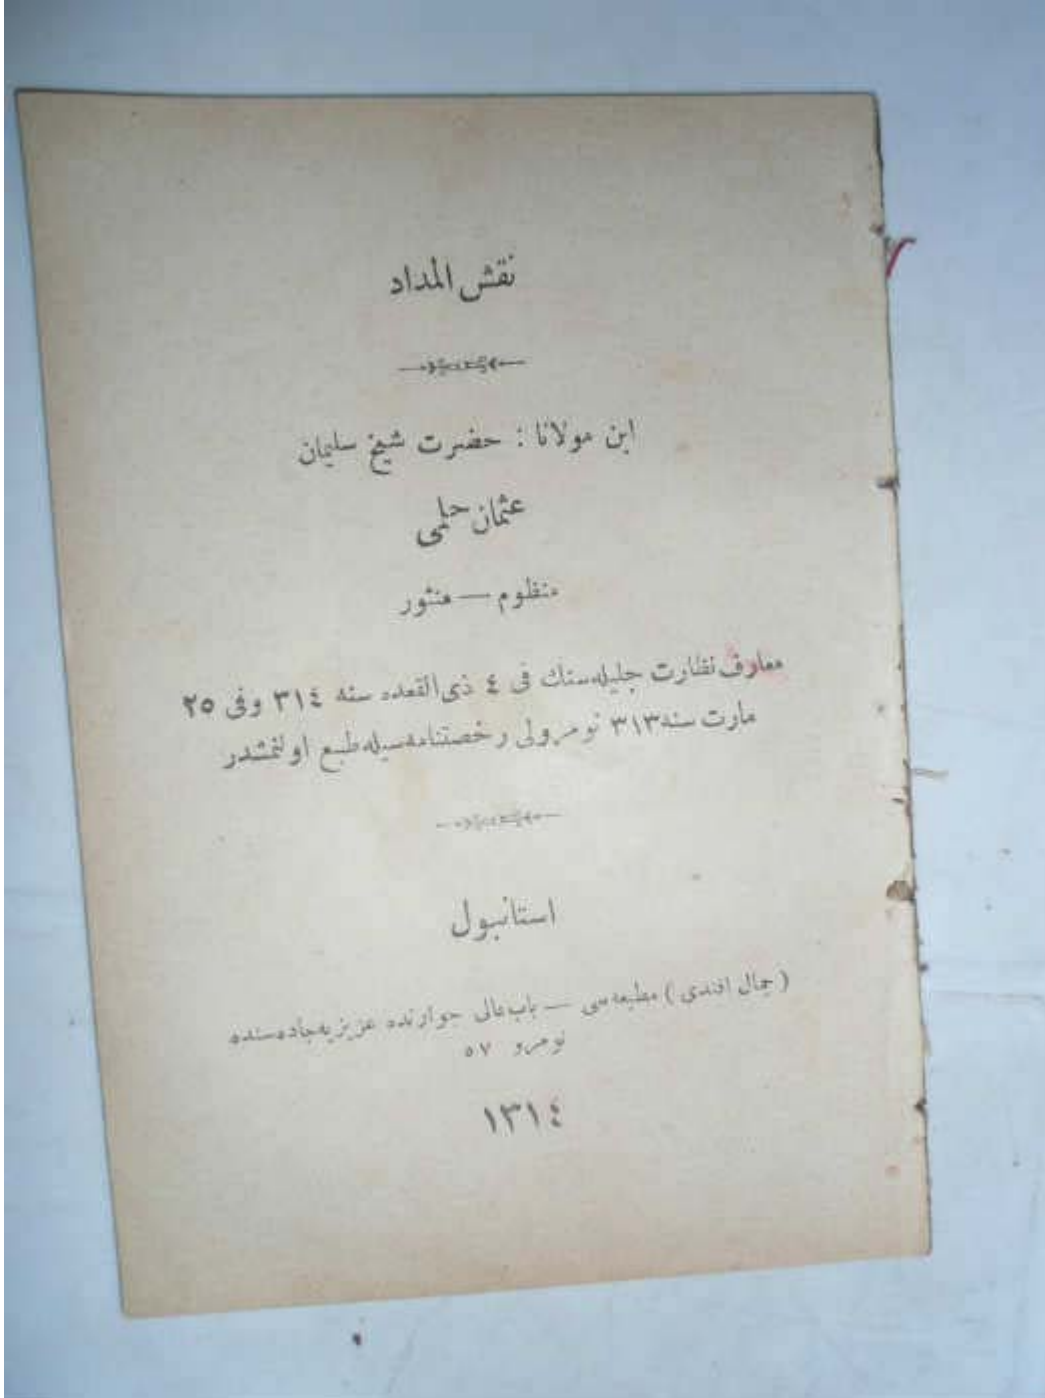 نقش المداد
ابن مولانا : حضرت شیخ سلیمان
عثمان حلمی
منظوم — منثور
معارف نظارت جلیله‌سنك فی ٤ ذی القعده سنه ٣١٤ وفی ٢٥
مارت سنه ٣١٣ نومرولی رخصتنامه‌سیله طبع اولنمشدر
استانبول
( جمال افندی ) مطبعه‌سی — باب عالی جوارنده عزیزیه جاده‌سنده
نومرو ٥٧
١٣١٤